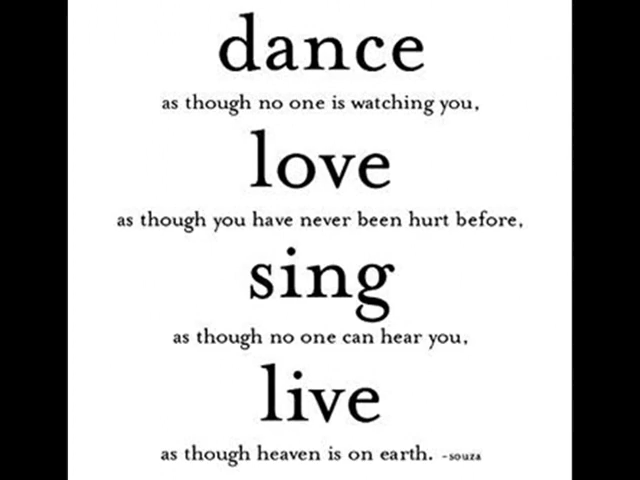 dance
as though no one is watching you,
love
as though you have never been hurt before,
sing
as though no one can hear you,
live
as though heaven is on earth. -souza